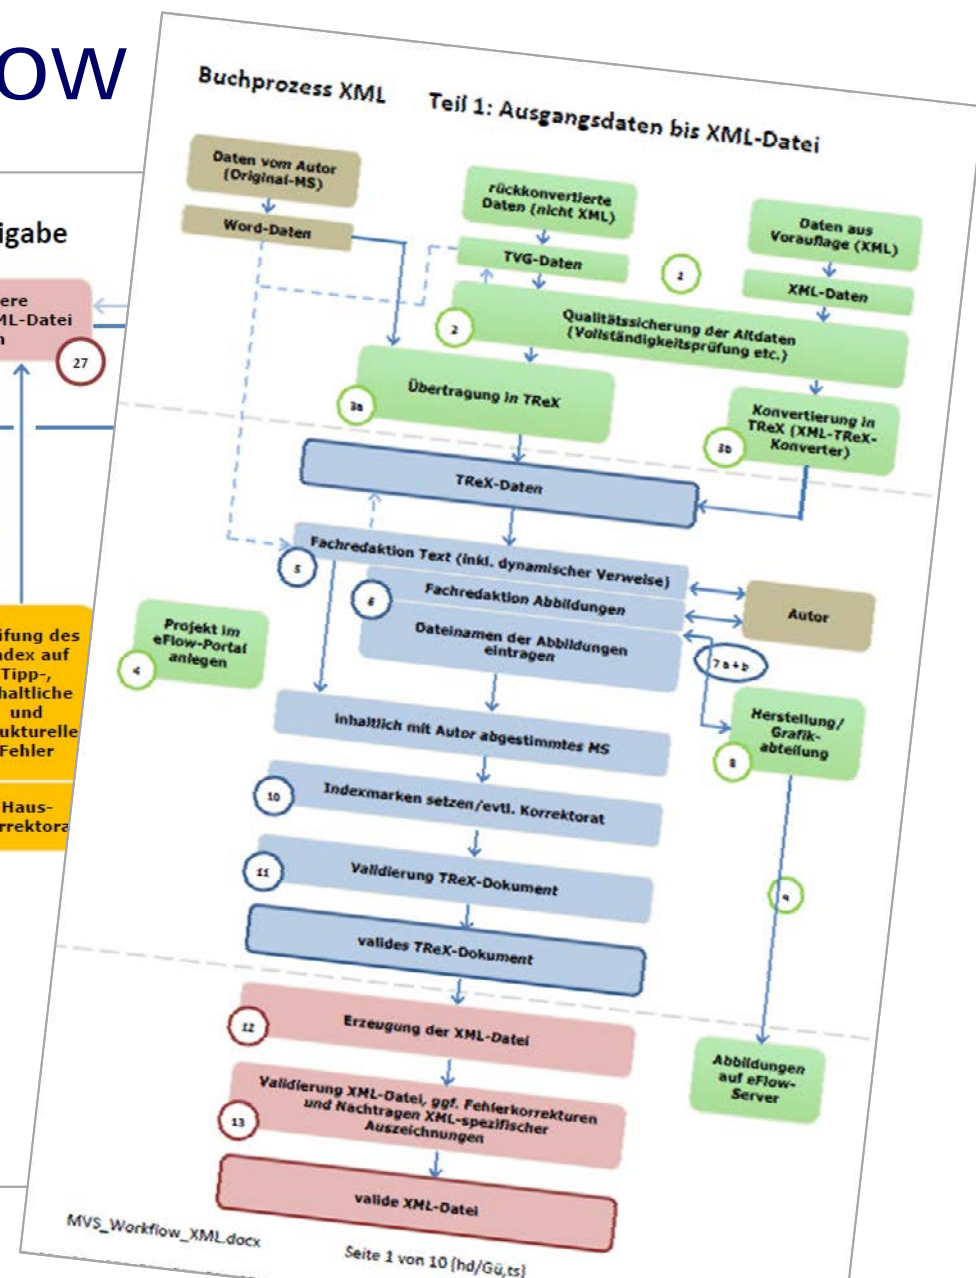 ow
igabe
ere
ML-Datei
n
27
ifung des
ndex auf
Tipp-,
haltliche
und
ukturelle
Fehler
Haus-
rrektora
Buchprozess XML Teil 1: Ausgangsdaten bis XML-Datei
Daten vom Autor
(Original-MS)
Word-Daten
rückkonvertierte
Daten (nicht XML)
TVG-Daten
1
Daten aus
Vorauflage (XML)
XML-Daten
2
Qualitätssicherung der Altdaten
(Vollständigkeitsprüfung etc.)
3a
Übertragung in TReX
3b
Konvertierung in
TReX (XML-TReX-
Konverter)
TReX-Daten
5
Fachredaktion Text (inkl. dynamischer Verweise)
6
Fachredaktion Abbildungen
Dateinamen der Abbildungen
eintragen
Autor
7 a + b
4
Projekt im
eFlow-Portal
anlegen
inhaltlich mit Autor abgestimmtes MS
8
Herstellung/
Grafik-
abteilung
10
Indexmarken setzen/evtl. Korrektorat
11
Validierung TReX-Dokument
9
valides TReX-Dokument
12
Erzeugung der XML-Datei
Abbildungen
auf eFlow-
Server
13
Validierung XML-Datei, ggf. Fehlerkorrekturen
und Nachtragen XML-spezifischer
Auszeichnungen
valide XML-Datei
MVS_Workflow_XML.docx
Seite 1 von 10 (hd/Gü,ts)